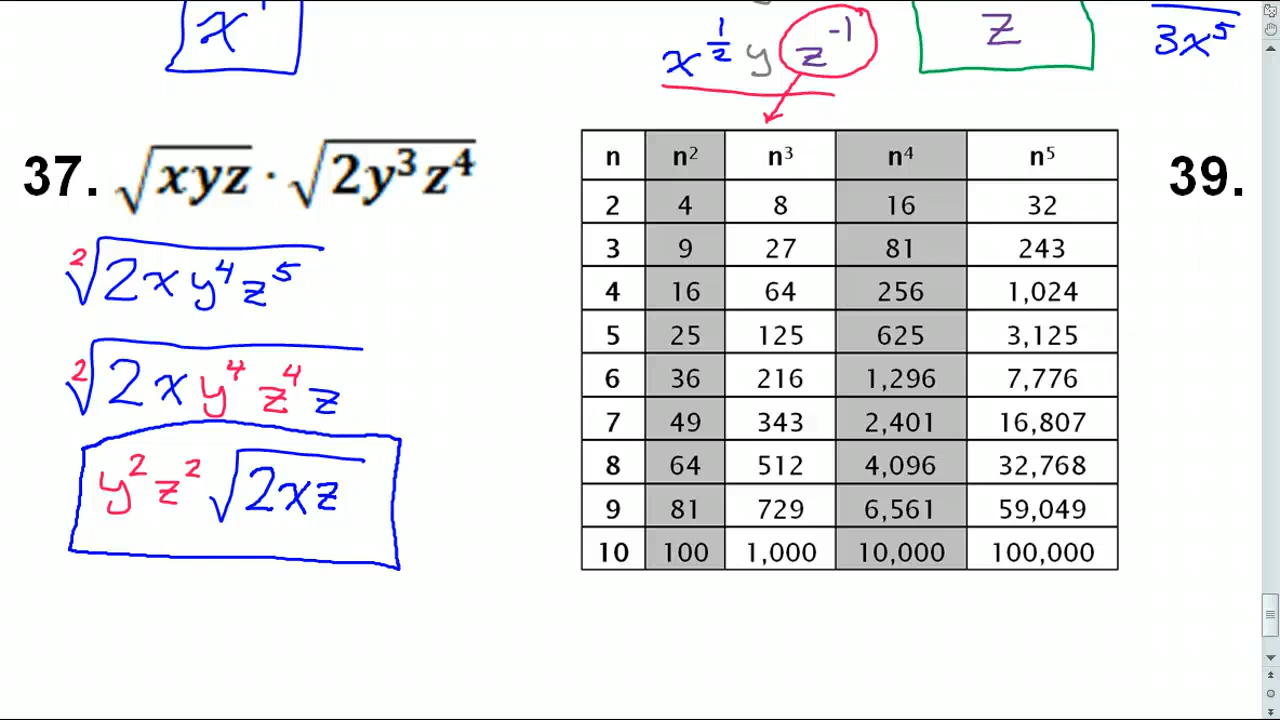 x
x^{1/2} y z^{-1}
z
3x⁵
37. √(xyz) · √(2y³z⁴)
²√(2xy⁴z⁵)
²√(2xy⁴z⁴z)
y²z²√(2xz)
n n² n³ n⁴ n⁵
2 4 8 16 32
3 9 27 81 243
4 16 64 256 1,024
5 25 125 625 3,125
6 36 216 1,296 7,776
7 49 343 2,401 16,807
8 64 512 4,096 32,768
9 81 729 6,561 59,049
10 100 1,000 10,000 100,000
39.